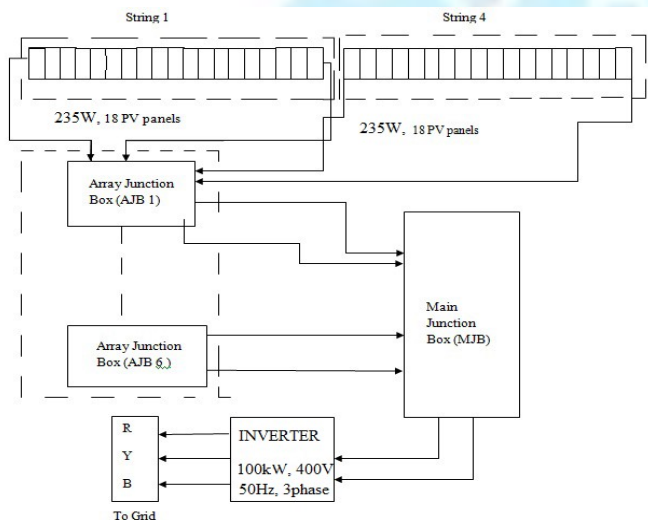 String 1
String 4
235W, 18 PV panels
235W, 18 PV panels
Array Junction
Box (AJB 1)
Main
Junction
Box (MJB)
Array Junction
Box (AJB 6 )
R
Y
B
INVERTER
100kW, 400V
50Hz, 3phase
To Grid